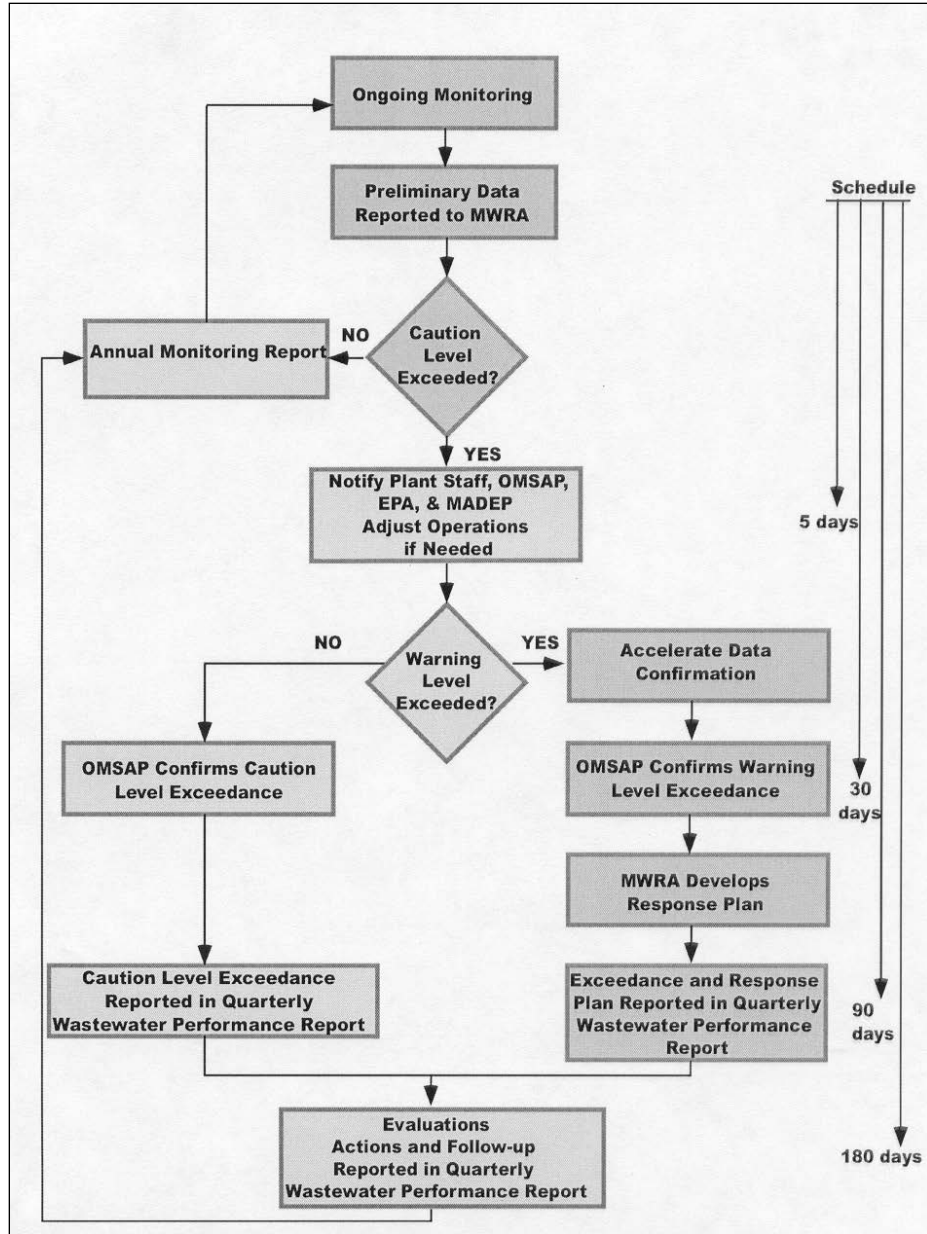 Ongoing Monitoring
Preliminary Data
Reported to MWRA
Schedule
Caution
Level
Exceeded?
NO
Annual Monitoring Report
YES
Notify Plant Staff, OMSAP,
EPA, & MADEP
Adjust Operations
if Needed
5 days
Warning
Level
Exceeded?
NO
YES
Accelerate Data
Confirmation
OMSAP Confirms Caution
Level Exceedance
OMSAP Confirms Warning
Level Exceedance
30
days
MWRA Develops
Response Plan
Caution Level Exceedance
Reported in Quarterly
Wastewater Performance Report
Exceedance and Response
Plan Reported in Quarterly
Wastewater Performance
Report
90
days
Evaluations
Actions and Follow-up
Reported in Quarterly
Wastewater Performance Report
180 days